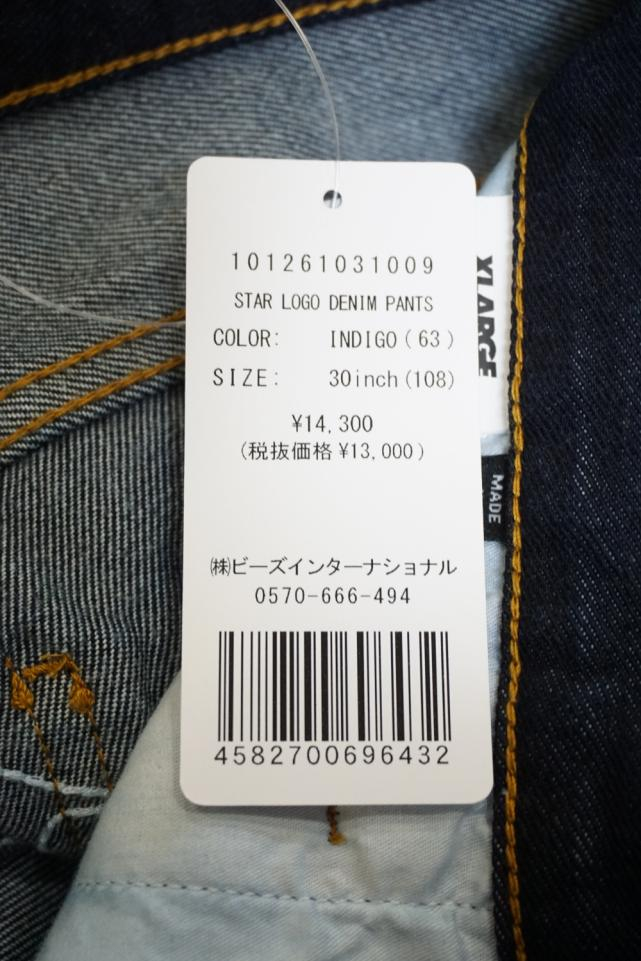 101261031009
STAR LOGO DENIM PANTS
COLOR: INDIGO(63)
SIZE: 30inch(108)
¥14,300
(税抜価格 ¥13,000)
㈱ビーズインターナショナル
0570-666-494
4582700696432
XLARGE
MADE